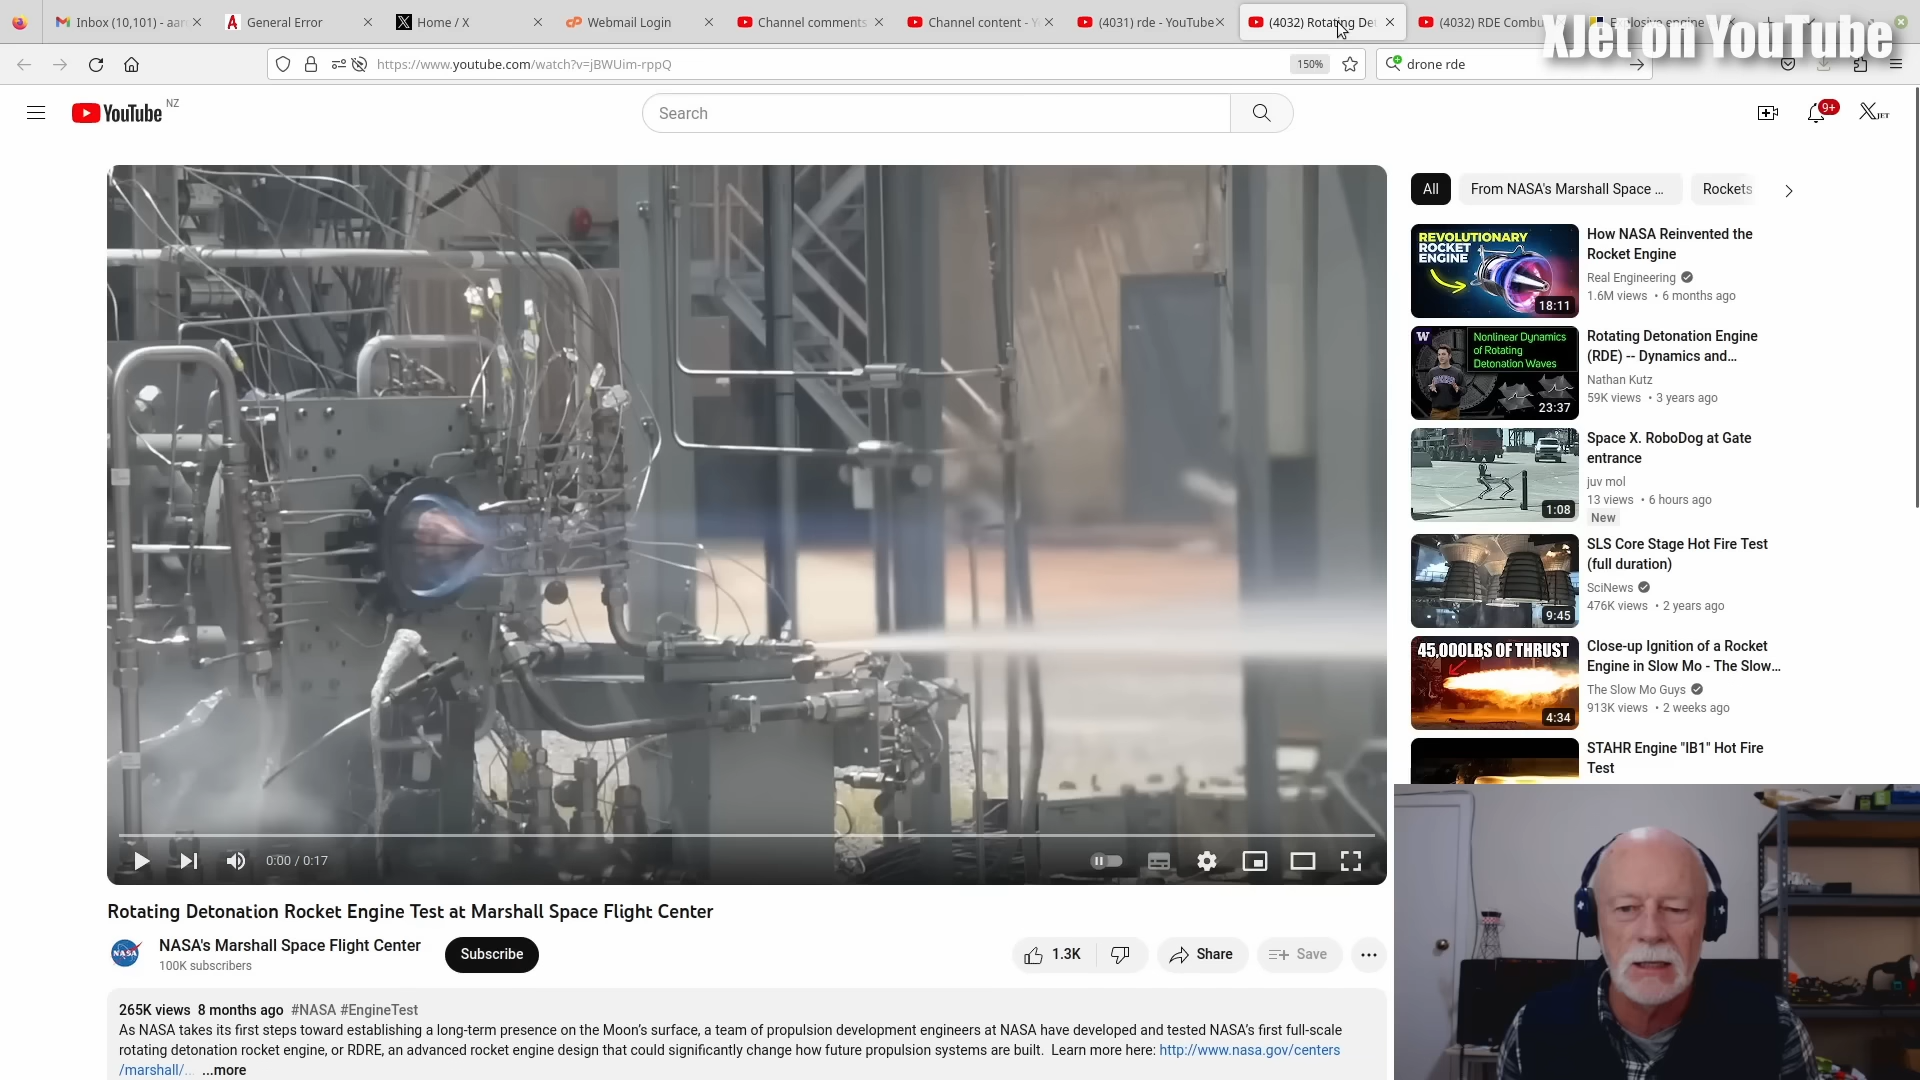 Inbox (10,101) - aar
General Error
Home / X
Webmail Login
Channel comments
Channel content - Y
(4031) rde - YouTube
(4032) Rotating De
(4032) RDE Combu
Explosive engine
XJet on YouTube
https://www.youtube.com/watch?v=jBWUim-rppQ
150%
drone rde
YouTube NZ
Search
9+
XJET
All
From NASA's Marshall Space ...
Rockets
REVOLUTIONARY
ROCKET
ENGINE
18:11
How NASA Reinvented the
Rocket Engine
Real Engineering
1.6M views • 6 months ago
W
Nonlinear Dynamics
of Rotating
Detonation Waves
23:37
Rotating Detonation Engine
(RDE) -- Dynamics and...
Nathan Kutz
59K views • 3 years ago
1:08
Space X. RoboDog at Gate
entrance
juv mol
13 views • 6 hours ago
New
9:45
SLS Core Stage Hot Fire Test
(full duration)
SciNews
476K views • 2 years ago
45,000LBS OF THRUST
4:34
Close-up Ignition of a Rocket
Engine in Slow Mo - The Slow...
The Slow Mo Guys
913K views • 2 weeks ago
STAHR Engine "IB1" Hot Fire
Test
0:00 / 0:17
Rotating Detonation Rocket Engine Test at Marshall Space Flight Center
NASA
NASA's Marshall Space Flight Center
100K subscribers
Subscribe
1.3K
Share
Save
265K views 8 months ago #NASA #EngineTest
As NASA takes its first steps toward establishing a long-term presence on the Moon's surface, a team of propulsion development engineers at NASA have developed and tested NASA's first full-scale
rotating detonation rocket engine, or RDRE, an advanced rocket engine design that could significantly change how future propulsion systems are built. Learn more here: http://www.nasa.gov/centers
/marshall/... ...more